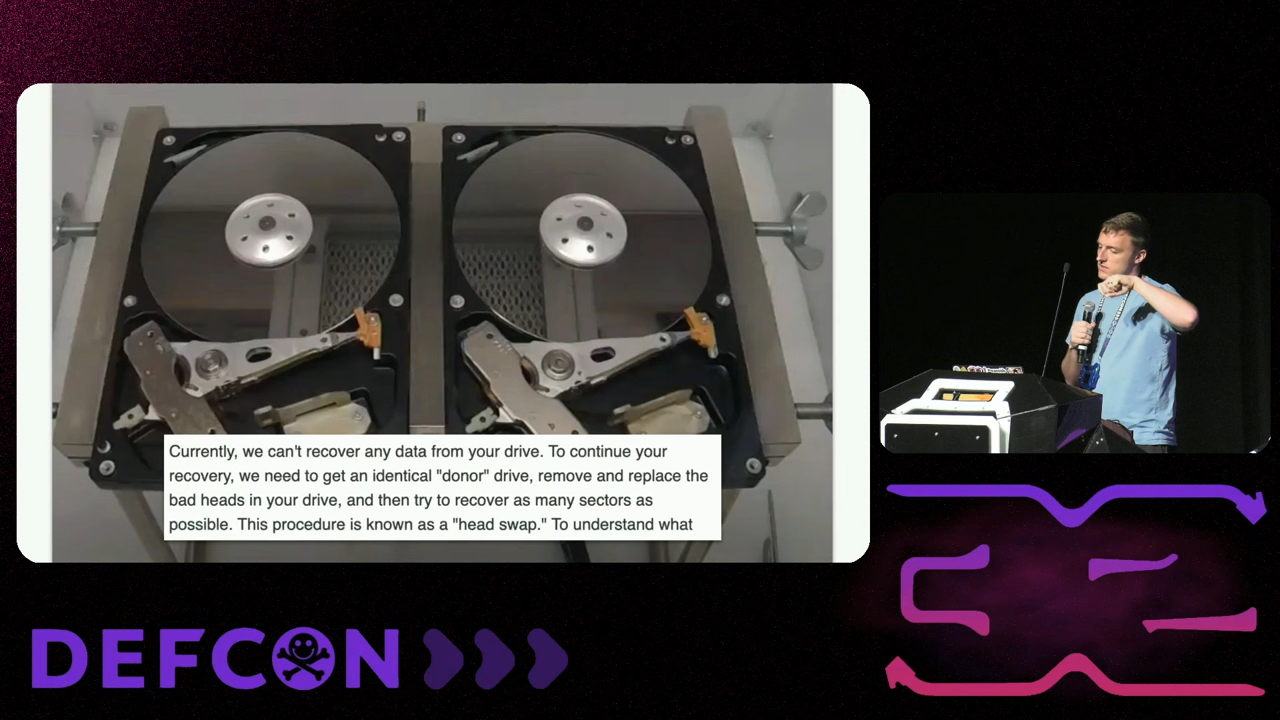 Currently, we can't recover any data from your drive. To continue your
recovery, we need to get an identical "donor" drive, remove and replace the
bad heads in your drive, and then try to recover as many sectors as
possible. This procedure is known as a "head swap." To understand what
DEFCON